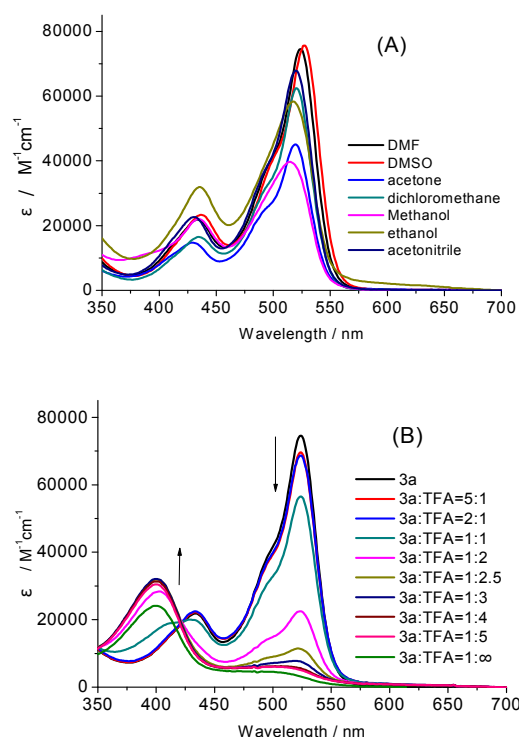 (A)
80000
60000
40000
20000
0
ε / M⁻¹cm⁻¹
DMF
DMSO
acetone
dichloromethane
Methanol
ethanol
acetonitrile
350 400 450 500 550 600 650 700
Wavelength / nm
(B)
80000
60000
40000
20000
0
ε / M⁻¹cm⁻¹
3a
3a:TFA=5:1
3a:TFA=2:1
3a:TFA=1:1
3a:TFA=1:2
3a:TFA=1:2.5
3a:TFA=1:3
3a:TFA=1:4
3a:TFA=1:5
3a:TFA=1:∞
350 400 450 500 550 600 650 700
Wavelength / nm